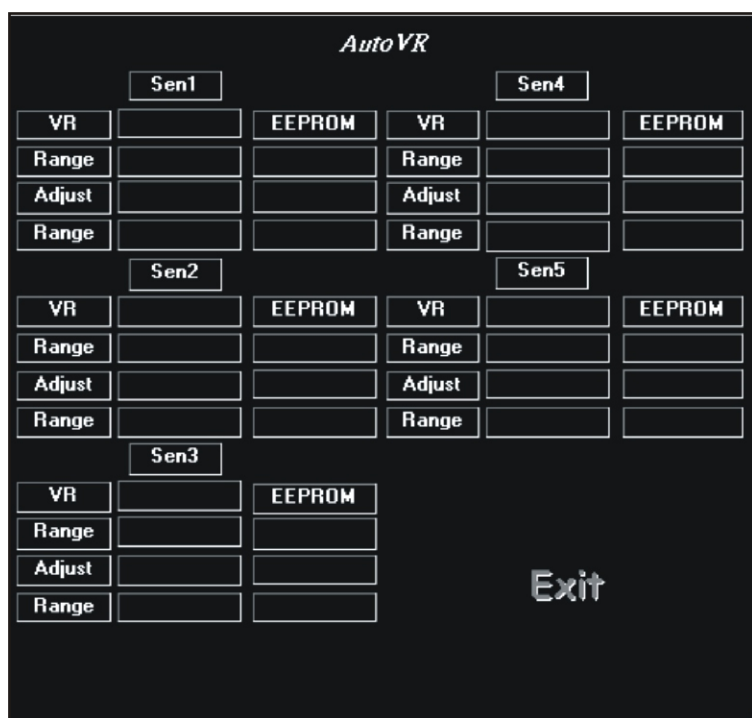 AutoVR
Sen1 Sen4
VR EEPROM VR EEPROM
Range Range
Adjust Adjust
Range Range
Sen2 Sen5
VR EEPROM VR EEPROM
Range Range
Adjust Adjust
Range Range
Sen3
VR EEPROM
Range
Adjust
Range
Exit